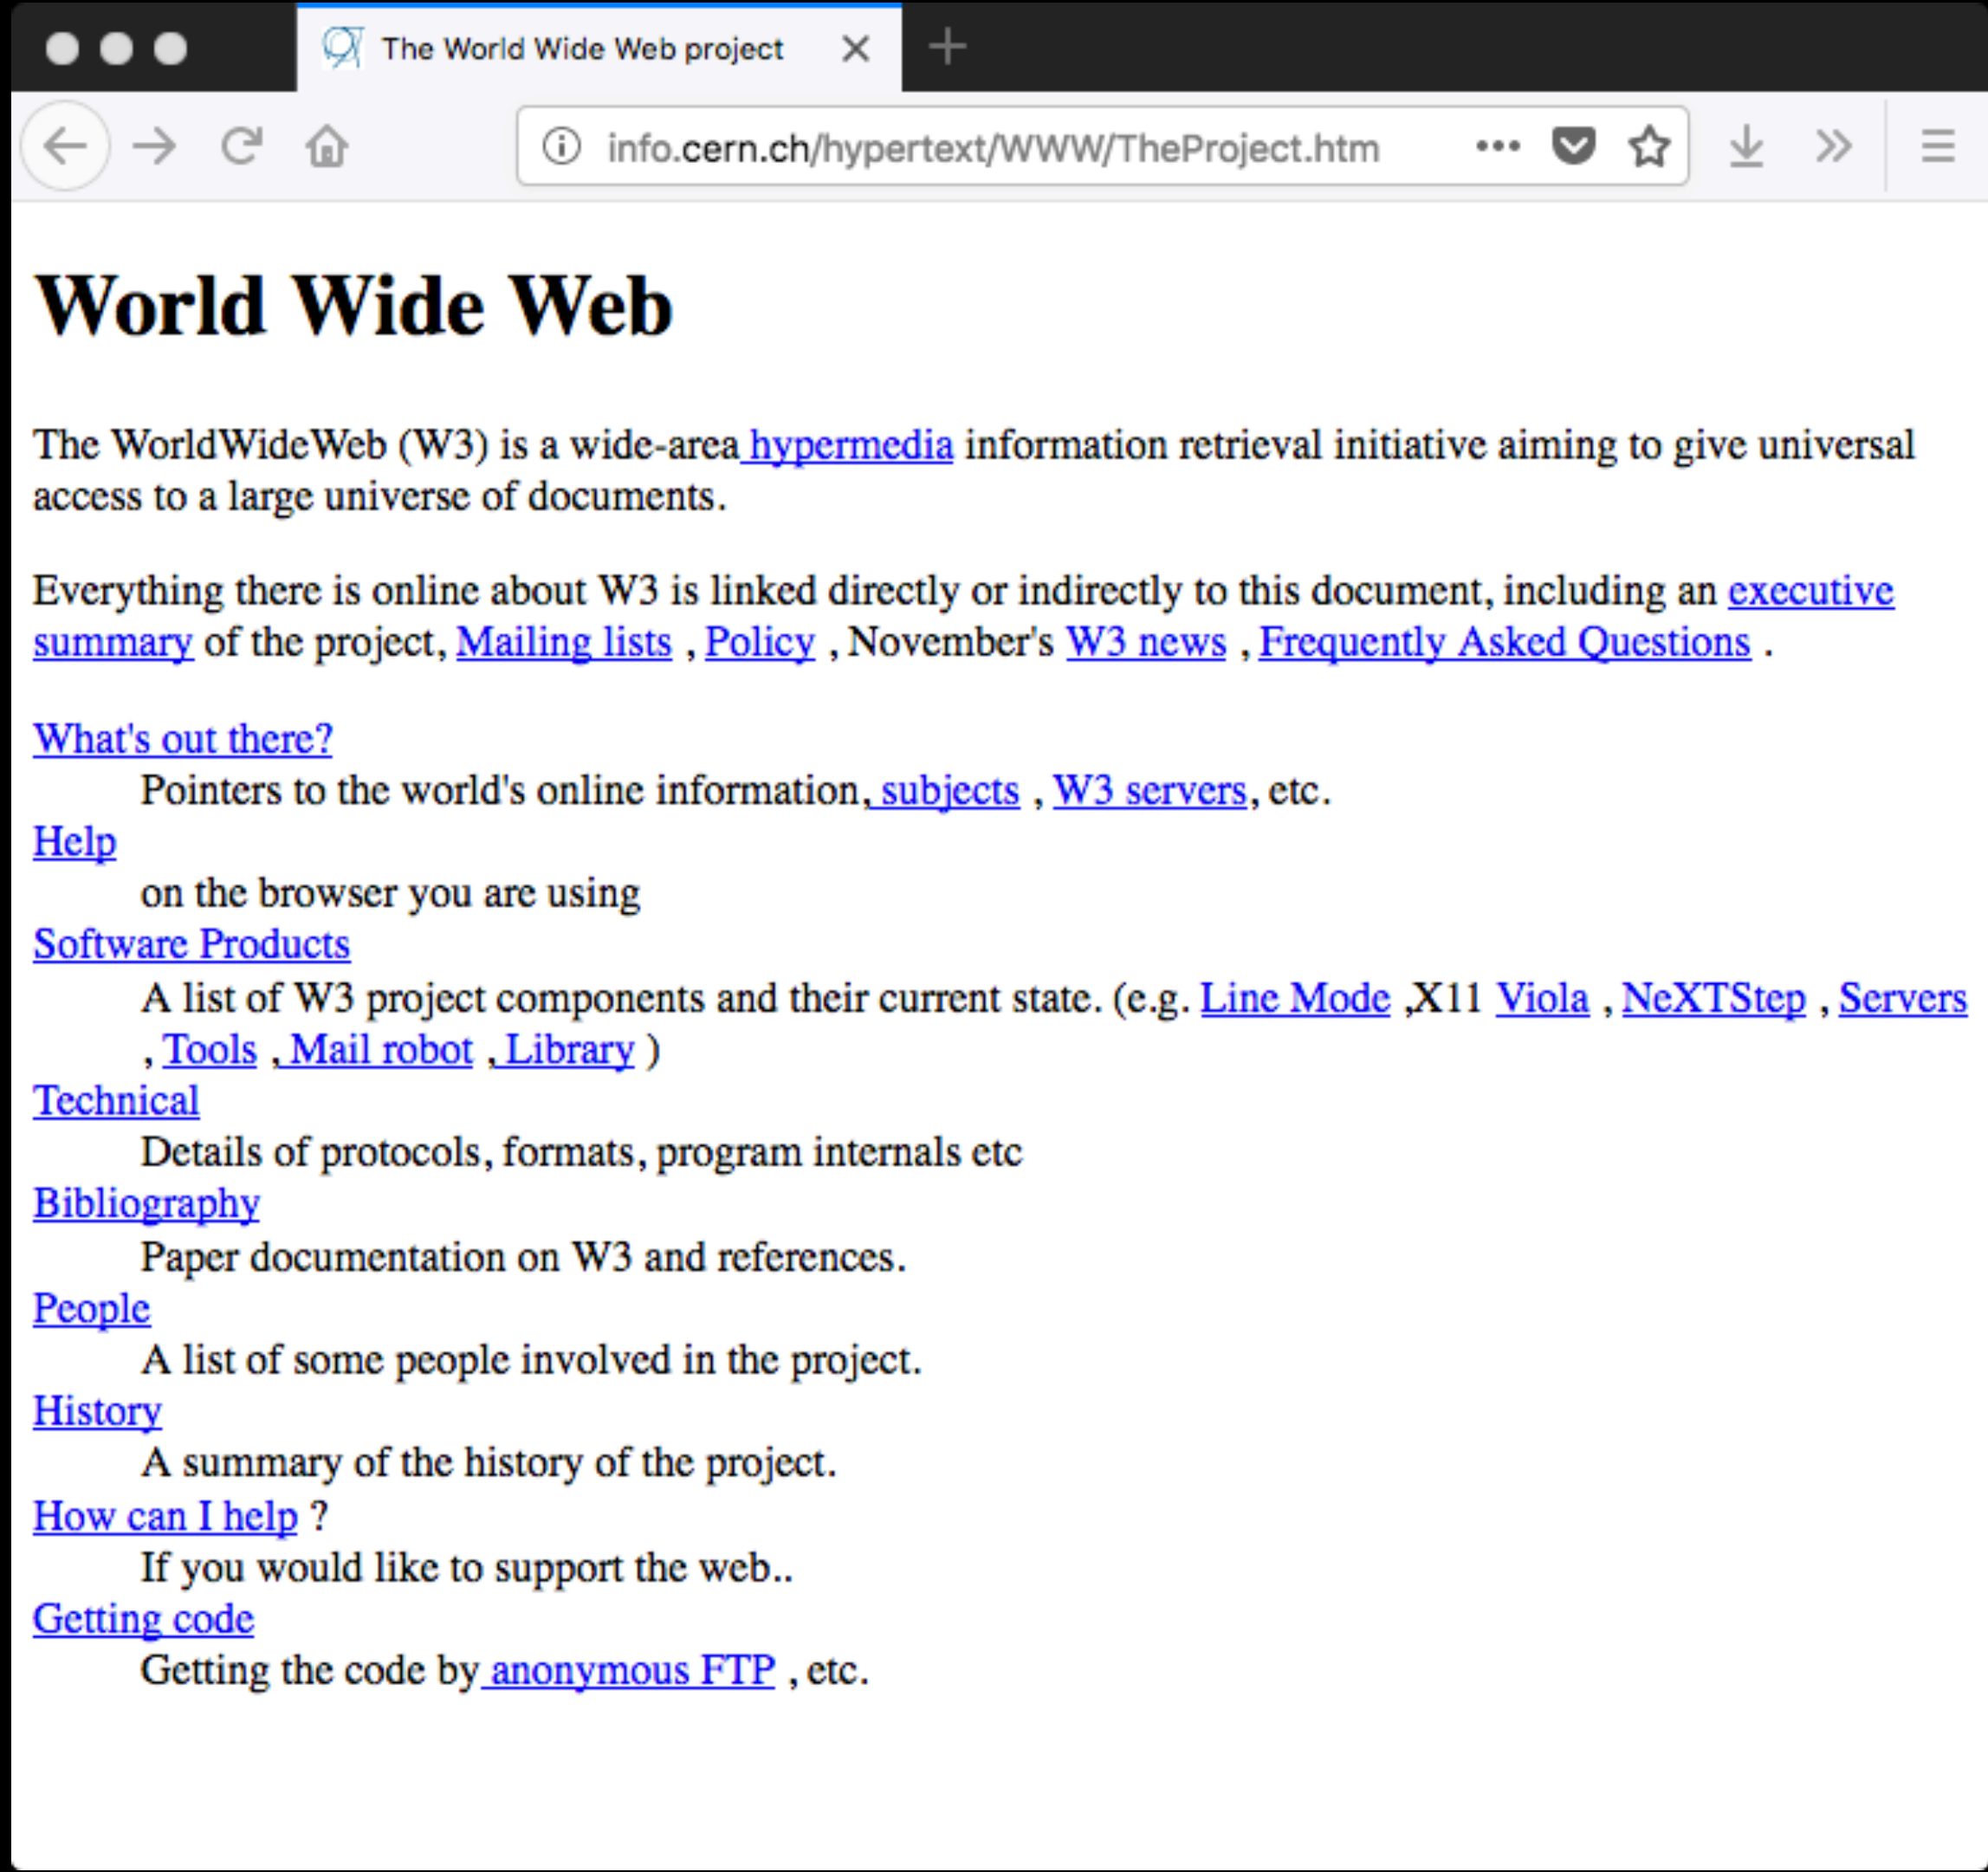 The World Wide Web project
info.cern.ch/hypertext/WWW/TheProject.htm
World Wide Web
The WorldWideWeb (W3) is a wide-area hypermedia information retrieval initiative aiming to give universal
access to a large universe of documents.
Everything there is online about W3 is linked directly or indirectly to this document, including an executive
summary of the project, Mailing lists , Policy , November's W3 news , Frequently Asked Questions .
What's out there?
Pointers to the world's online information, subjects , W3 servers, etc.
Help
on the browser you are using
Software Products
A list of W3 project components and their current state. (e.g. Line Mode ,X11 Viola , NeXTStep , Servers
, Tools , Mail robot , Library )
Technical
Details of protocols, formats, program internals etc
Bibliography
Paper documentation on W3 and references.
People
A list of some people involved in the project.
History
A summary of the history of the project.
How can I help ?
If you would like to support the web..
Getting code
Getting the code by anonymous FTP , etc.